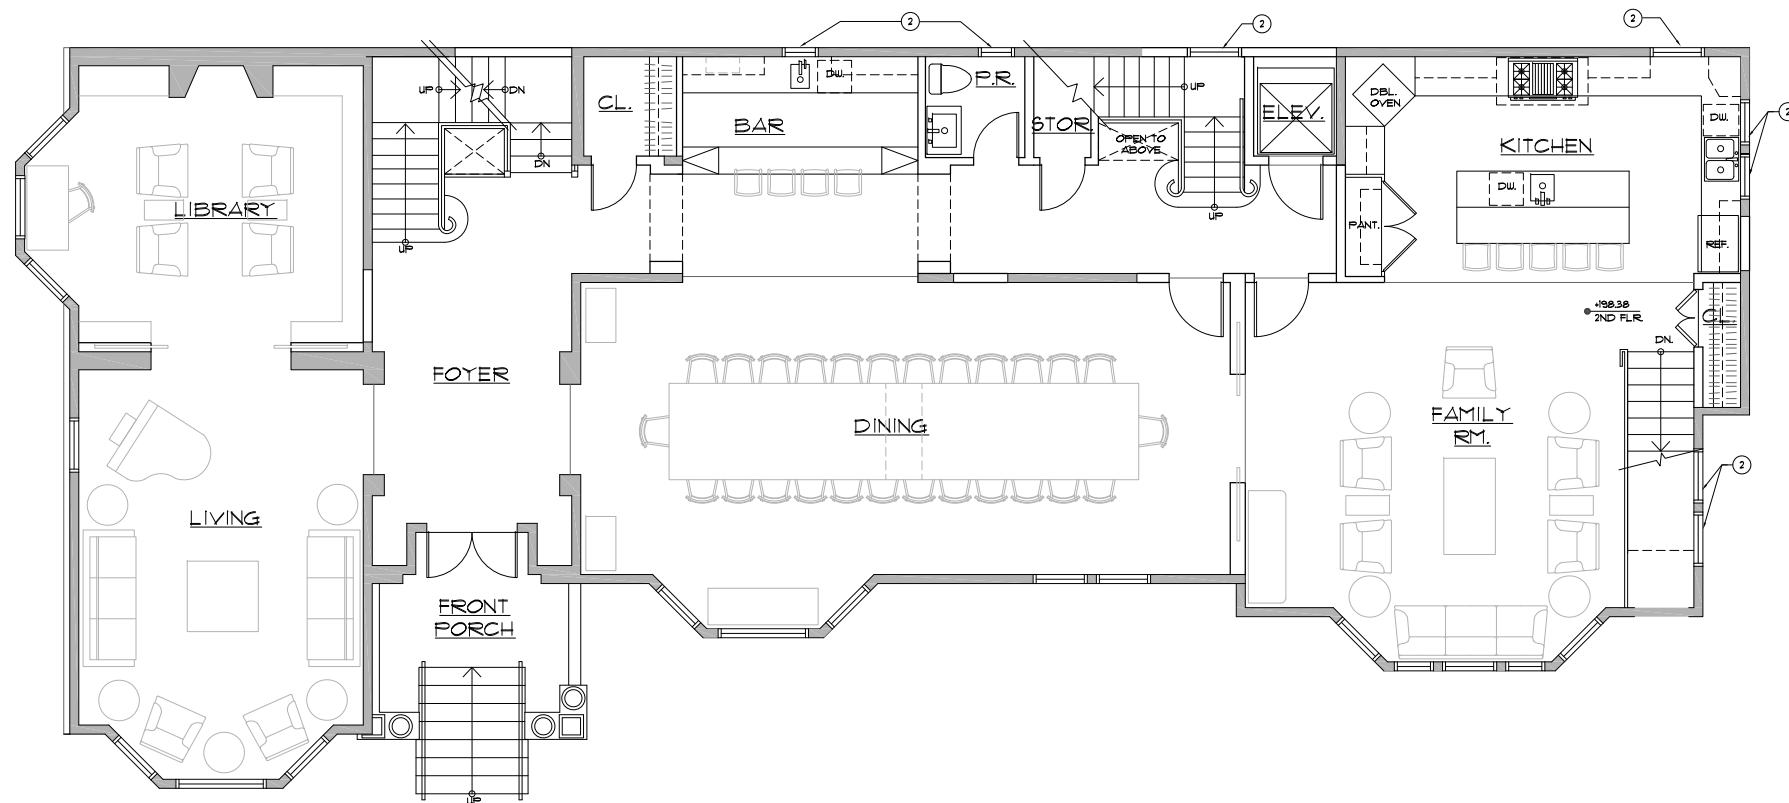 2
2
2
2
UP
DN
DN
UP
CL.
DW.
BAR
P.R.
STOR.
UP
OPEN TO
ABOVE
UP
ELEV.
DBL.
OVEN
KITCHEN
DW.
DW.
PANT.
REF.
LIBRARY
+198.38
2ND FLR.
CL.
DN.
FOYER
DINING
FAMILY
RM.
2
LIVING
FRONT
PORCH
UP